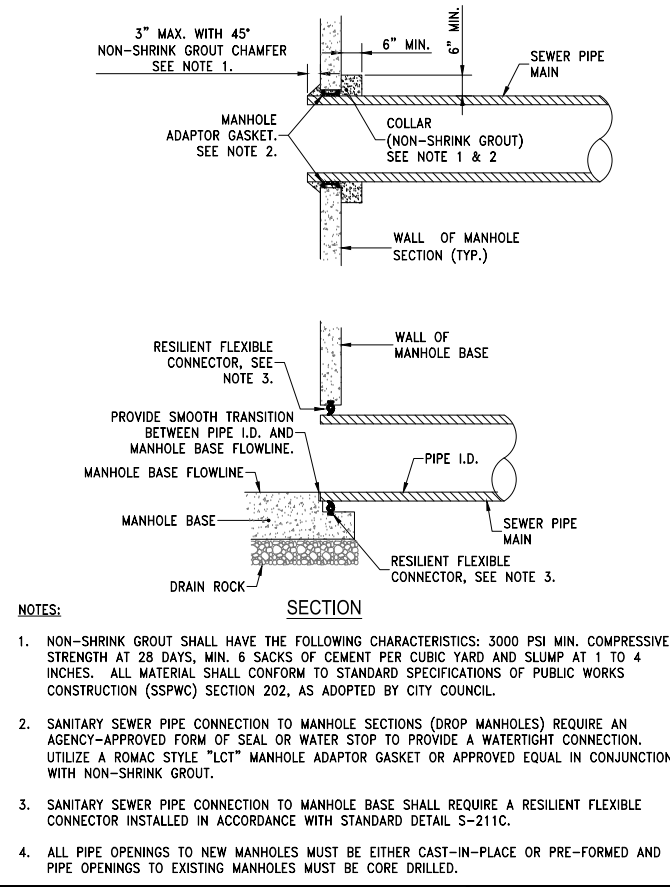 3" MAX. WITH 45°
NON-SHRINK GROUT CHAMFER
SEE NOTE 1.
6" MIN.
6" MIN.
SEWER PIPE
MAIN
MANHOLE
ADAPTOR GASKET.
SEE NOTE 2.
COLLAR
(NON-SHRINK GROUT)
SEE NOTE 1 & 2
WALL OF MANHOLE
SECTION (TYP.)
RESILIENT FLEXIBLE
CONNECTOR, SEE
NOTE 3.
WALL OF
MANHOLE BASE
PROVIDE SMOOTH TRANSITION
BETWEEN PIPE I.D. AND
MANHOLE BASE FLOWLINE.
MANHOLE BASE FLOWLINE
PIPE I.D.
MANHOLE BASE
SEWER PIPE
MAIN
RESILIENT FLEXIBLE
CONNECTOR, SEE NOTE 3.
DRAIN ROCK
NOTES:
SECTION
1. NON-SHRINK GROUT SHALL HAVE THE FOLLOWING CHARACTERISTICS: 3000 PSI MIN. COMPRESSIVE
STRENGTH AT 28 DAYS, MIN. 6 SACKS OF CEMENT PER CUBIC YARD AND SLUMP AT 1 TO 4
INCHES. ALL MATERIAL SHALL CONFORM TO STANDARD SPECIFICATIONS OF PUBLIC WORKS
CONSTRUCTION (SSPWC) SECTION 202, AS ADOPTED BY CITY COUNCIL.
2. SANITARY SEWER PIPE CONNECTION TO MANHOLE SECTIONS (DROP MANHOLES) REQUIRE AN
AGENCY-APPROVED FORM OF SEAL OR WATER STOP TO PROVIDE A WATERTIGHT CONNECTION.
UTILIZE A ROMAC STYLE "LCT" MANHOLE ADAPTOR GASKET OR APPROVED EQUAL IN CONJUNCTION
WITH NON-SHRINK GROUT.
3. SANITARY SEWER PIPE CONNECTION TO MANHOLE BASE SHALL REQUIRE A RESILIENT FLEXIBLE
CONNECTOR INSTALLED IN ACCORDANCE WITH STANDARD DETAIL S-211C.
4. ALL PIPE OPENINGS TO NEW MANHOLES MUST BE EITHER CAST-IN-PLACE OR PRE-FORMED AND
PIPE OPENINGS TO EXISTING MANHOLES MUST BE CORE DRILLED.